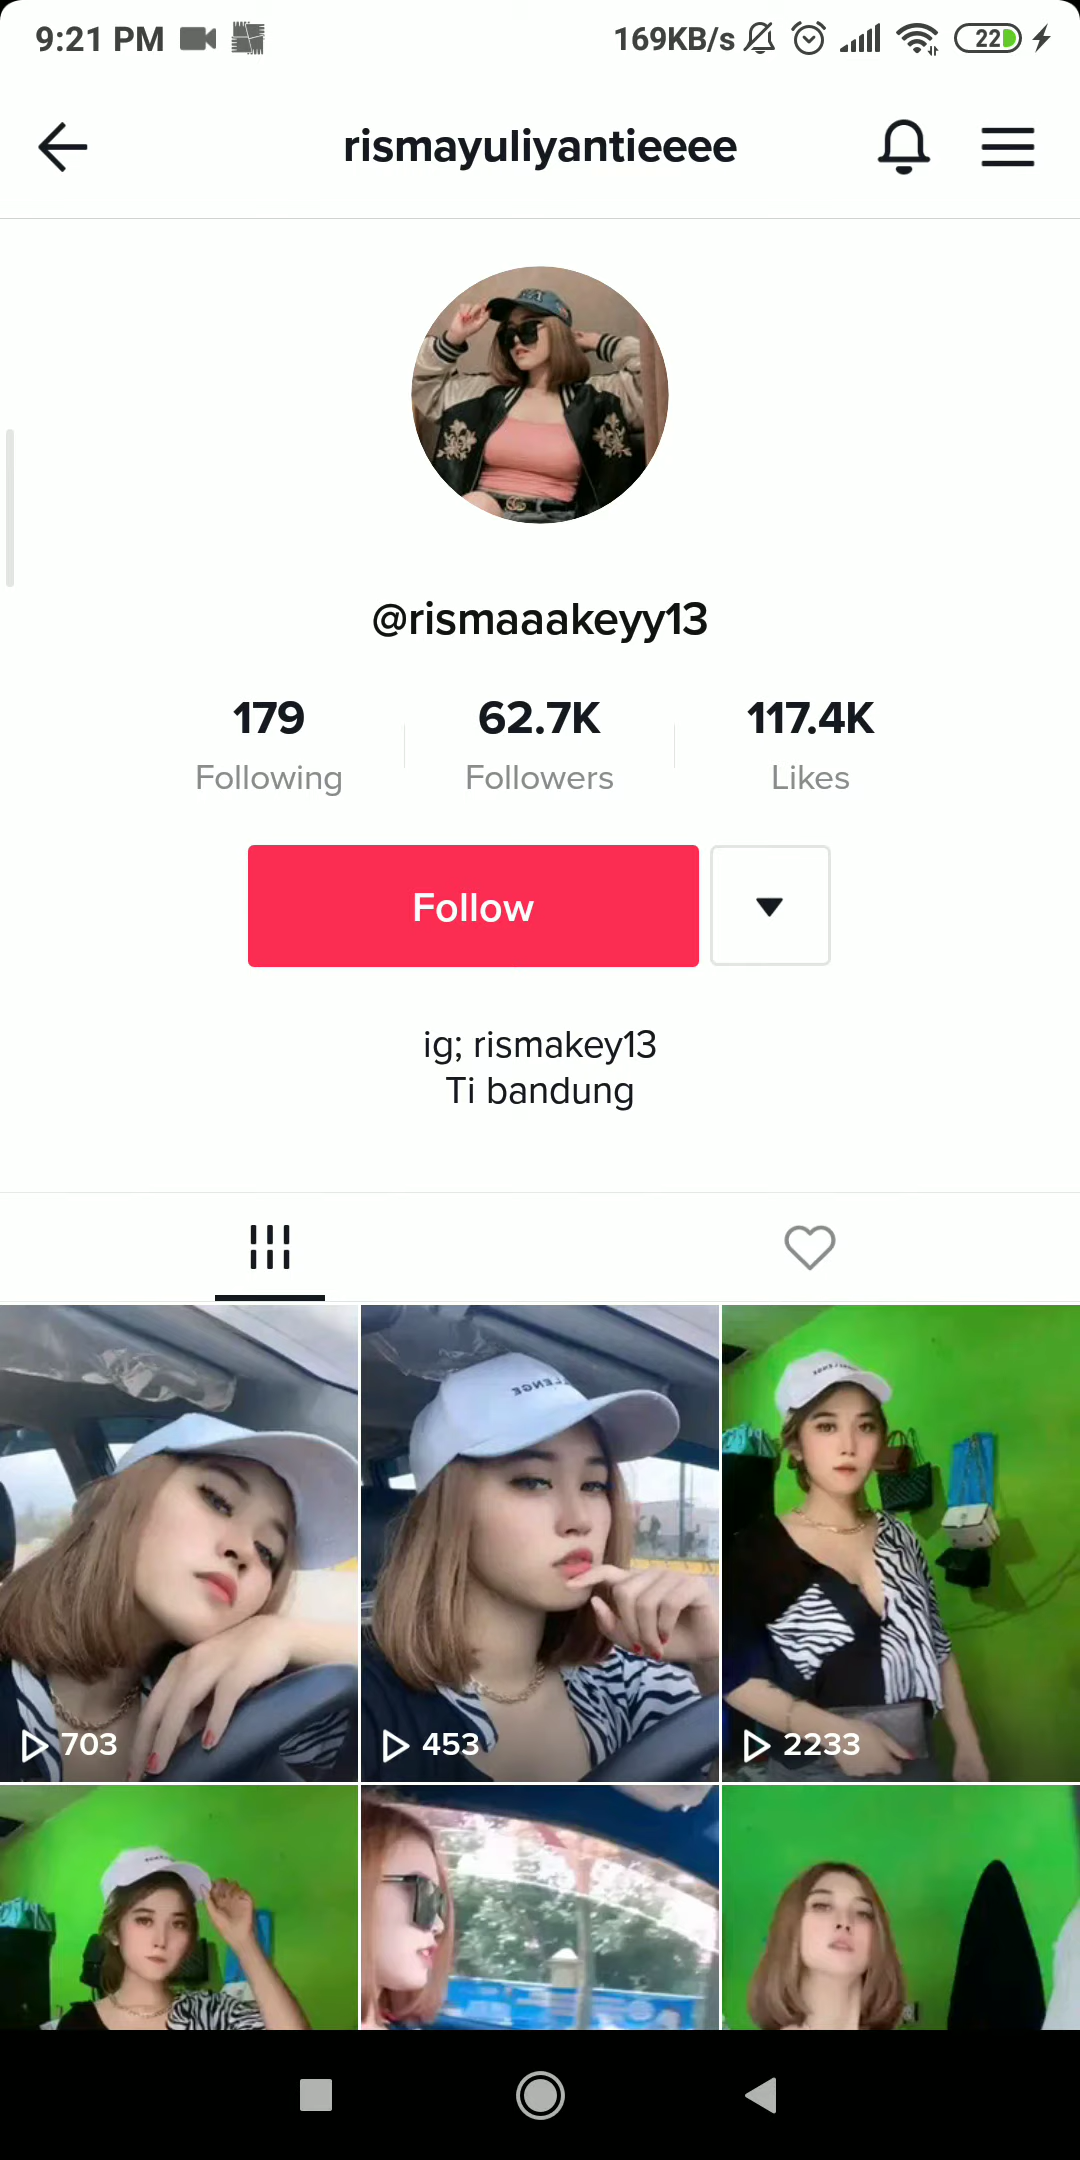 9:21 PM 169KB/s 22
rismayuliyantieeee
@rismaaakeyy13
179 62.7K 117.4K
Following Followers Likes
Follow
ig; rismakey13
Ti bandung
703 453 2233